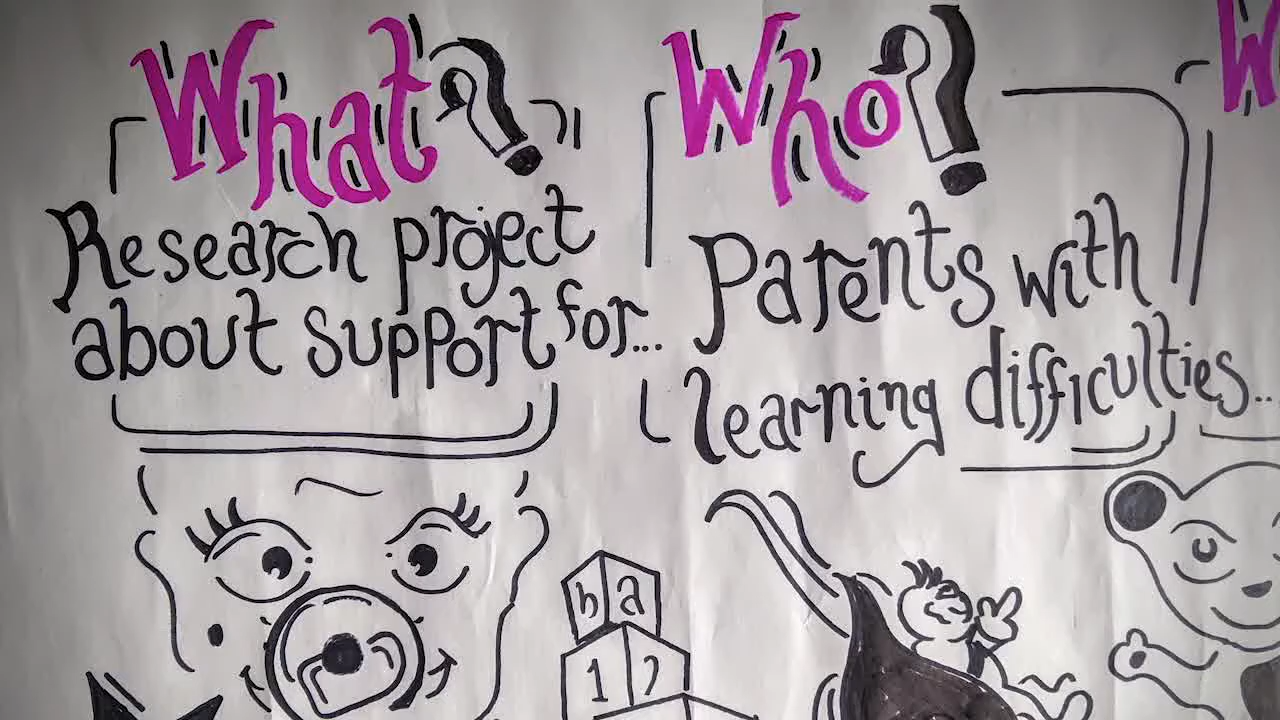 What?
Research project
about support for...
Who?
Parents with
learning difficulties..
W
b a
1 2